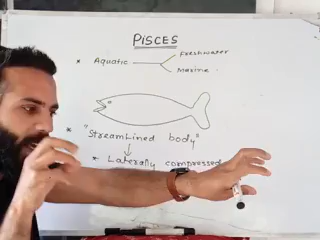 PISCES
* Aquatic
Freshwater
Marine
* "Streamlined body"
* Laterally compressed